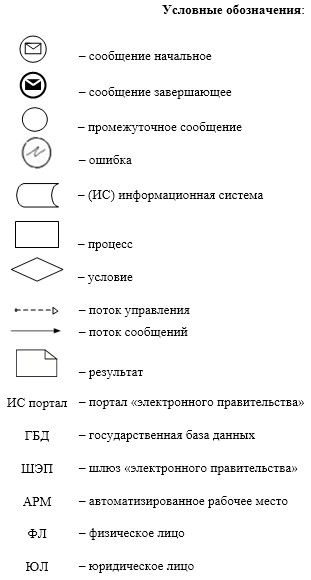 Условные обозначения:
– сообщение начальное
– сообщение завершающее
– промежуточное сообщение
– ошибка
– (ИС) информационная система
– процесс
– условие
– поток управления
– поток сообщений
– результат
ИС портал – портал «электронного правительства»
ГБД – государственная база данных
ШЭП – шлюз «электронного правительства»
АРМ – автоматизированное рабочее место
ФЛ – физическое лицо
ЮЛ – юридическое лицо